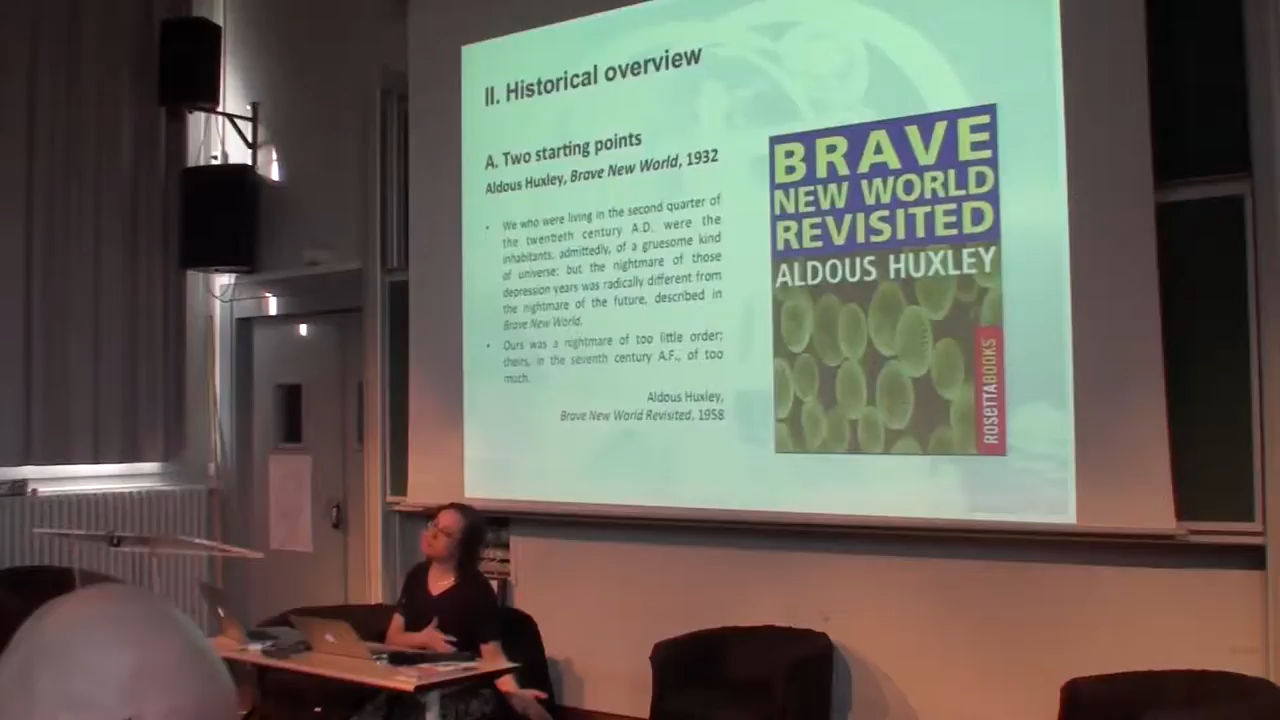 II. Historical overview
A. Two starting points
Aldous Huxley, Brave New World, 1932
• We who were living in the second quarter of
the twentieth century A.D. were the
inhabitants, admittedly, of a gruesome kind
of universe; but the nightmare of those
depression years was radically different from
the nightmare of the future, described in
Brave New World.
• Ours was a nightmare of too little order;
theirs, in the seventh century A.F., of too
much.
Aldous Huxley,
Brave New World Revisited, 1958
BRAVE
NEW WORLD
REVISITED
ALDOUS HUXLEY
ROSETTABOOKS